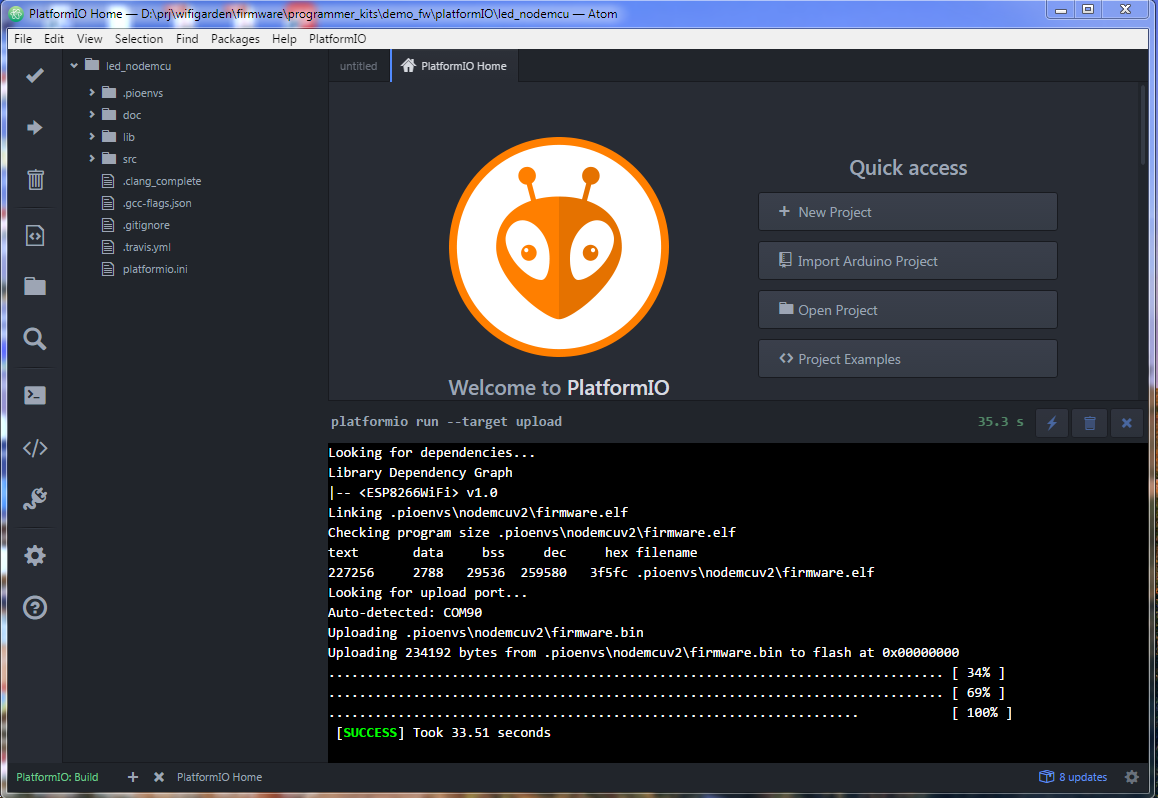 PlatformIO Home — D:\prj\wifigarden\firmware\programmer_kits\demo_fw\platformIO\led_nodemcu — Atom
File Edit View Selection Find Packages Help PlatformIO
led_nodemcu
.pioenvs
doc
lib
src
.clang_complete
.gcc-flags.json
.gitignore
.travis.yml
platformio.ini
untitled
PlatformIO Home
Welcome to PlatformIO
Quick access
New Project
Import Arduino Project
Open Project
Project Examples
platformio run --target upload 35.3 s
Looking for dependencies...
Library Dependency Graph
|-- <ESP8266WiFi> v1.0
Linking .pioenvs\nodemcuv2\firmware.elf
Checking program size .pioenvs\nodemcuv2\firmware.elf
text data bss dec hex filename
227256 2788 29536 259580 3f5fc .pioenvs\nodemcuv2\firmware.elf
Looking for upload port...
Auto-detected: COM90
Uploading .pioenvs\nodemcuv2\firmware.bin
Uploading 234192 bytes from .pioenvs\nodemcuv2\firmware.bin to flash at 0x00000000
................................................................................ [ 34% ]
................................................................................ [ 69% ]
..................................................................... [ 100% ]
[SUCCESS] Took 33.51 seconds
PlatformIO: Build PlatformIO Home 8 updates